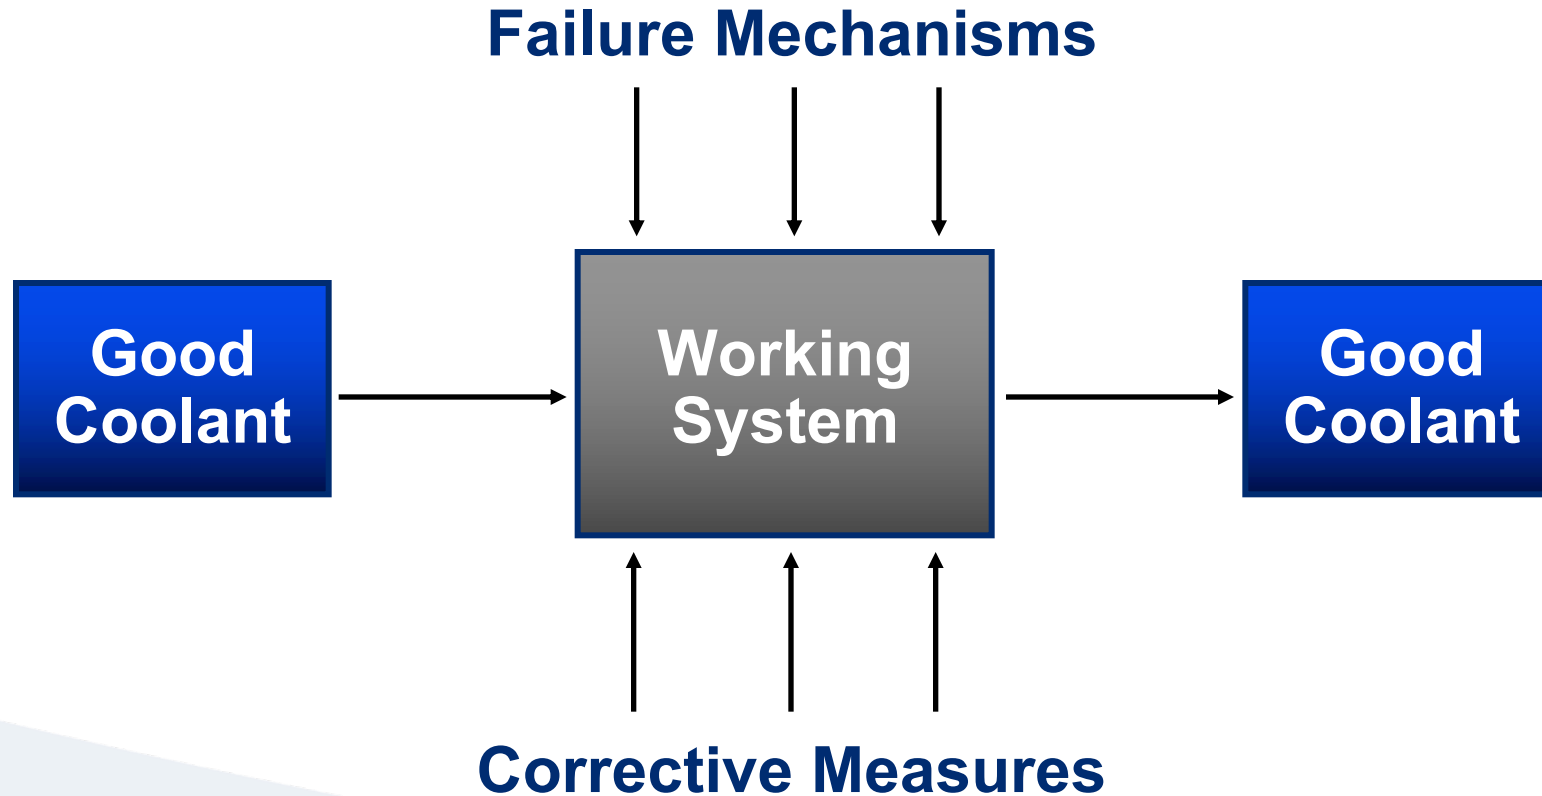 Failure Mechanisms
Good
Coolant
Working
System
Good
Coolant
Corrective Measures